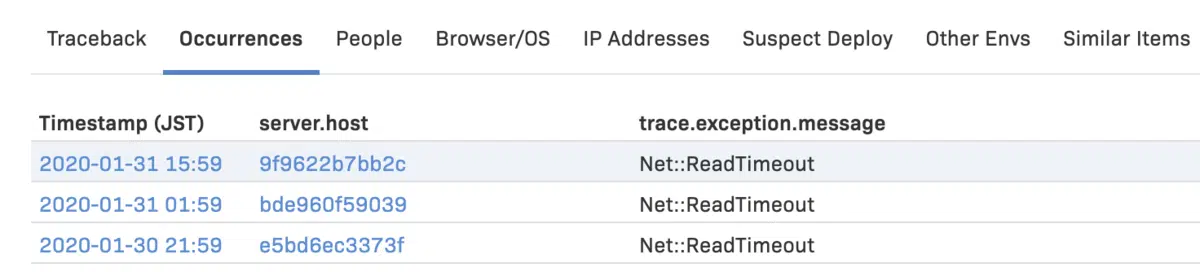 Traceback Occurrences People Browser/OS IP Addresses Suspect Deploy Other Envs Similar Items
Timestamp (JST) server.host trace.exception.message
2020-01-31 15:59 9f9622b7bb2c Net::ReadTimeout
2020-01-31 01:59 bde960f59039 Net::ReadTimeout
2020-01-30 21:59 e5bd6ec3373f Net::ReadTimeout